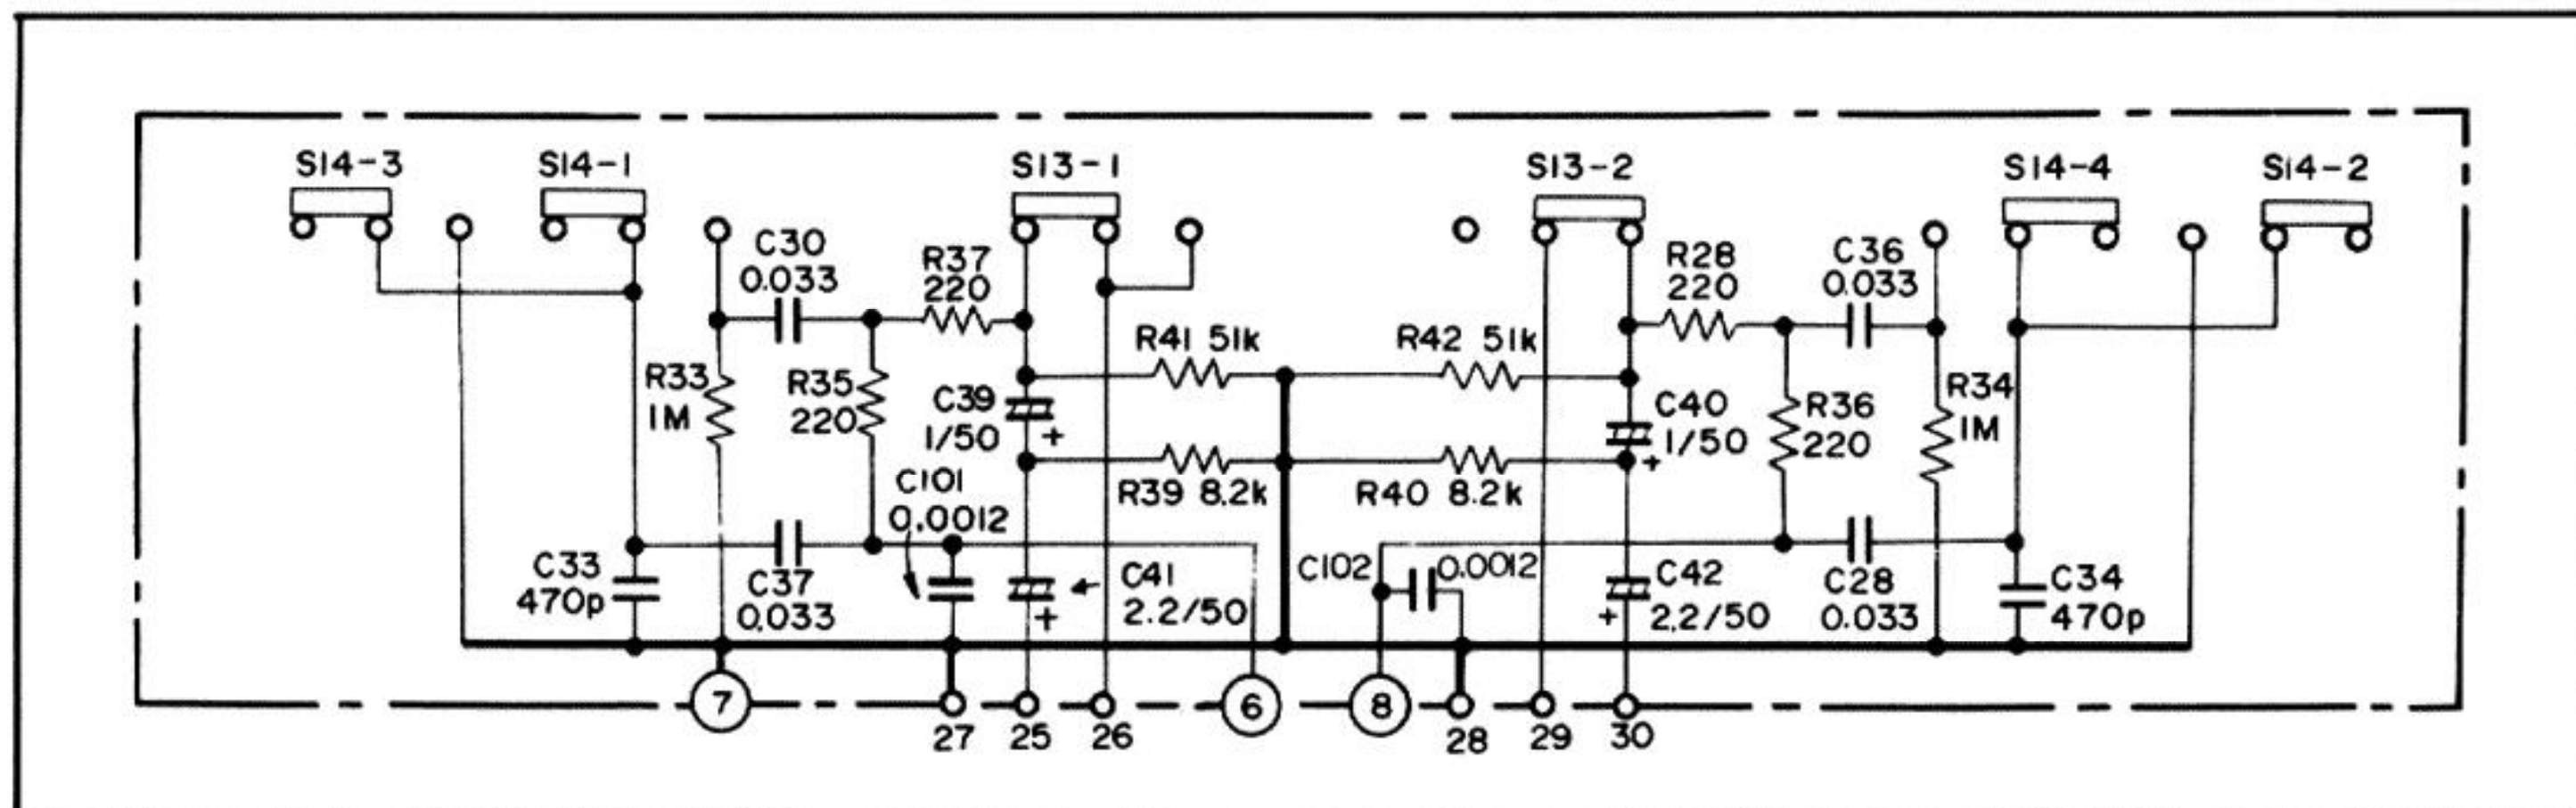 S14-3
S14-1
S13-1
S13-2
S14-4
S14-2
C30
0.033
R37
220
R28
220
C36
0.033
R41 51k
R42 51k
R33
1M
R35
220
C39
1/50
+
C40
1/50
+
R36
220
R34
1M
C101
0.0012
R39 8.2k
R40 8.2k
C33
470p
C37
0.033
C41
2.2/50
+
C102
0.0012
C42
2.2/50
+
C28
0.033
C34
470p
7
6
8
27
25
26
28
29
30